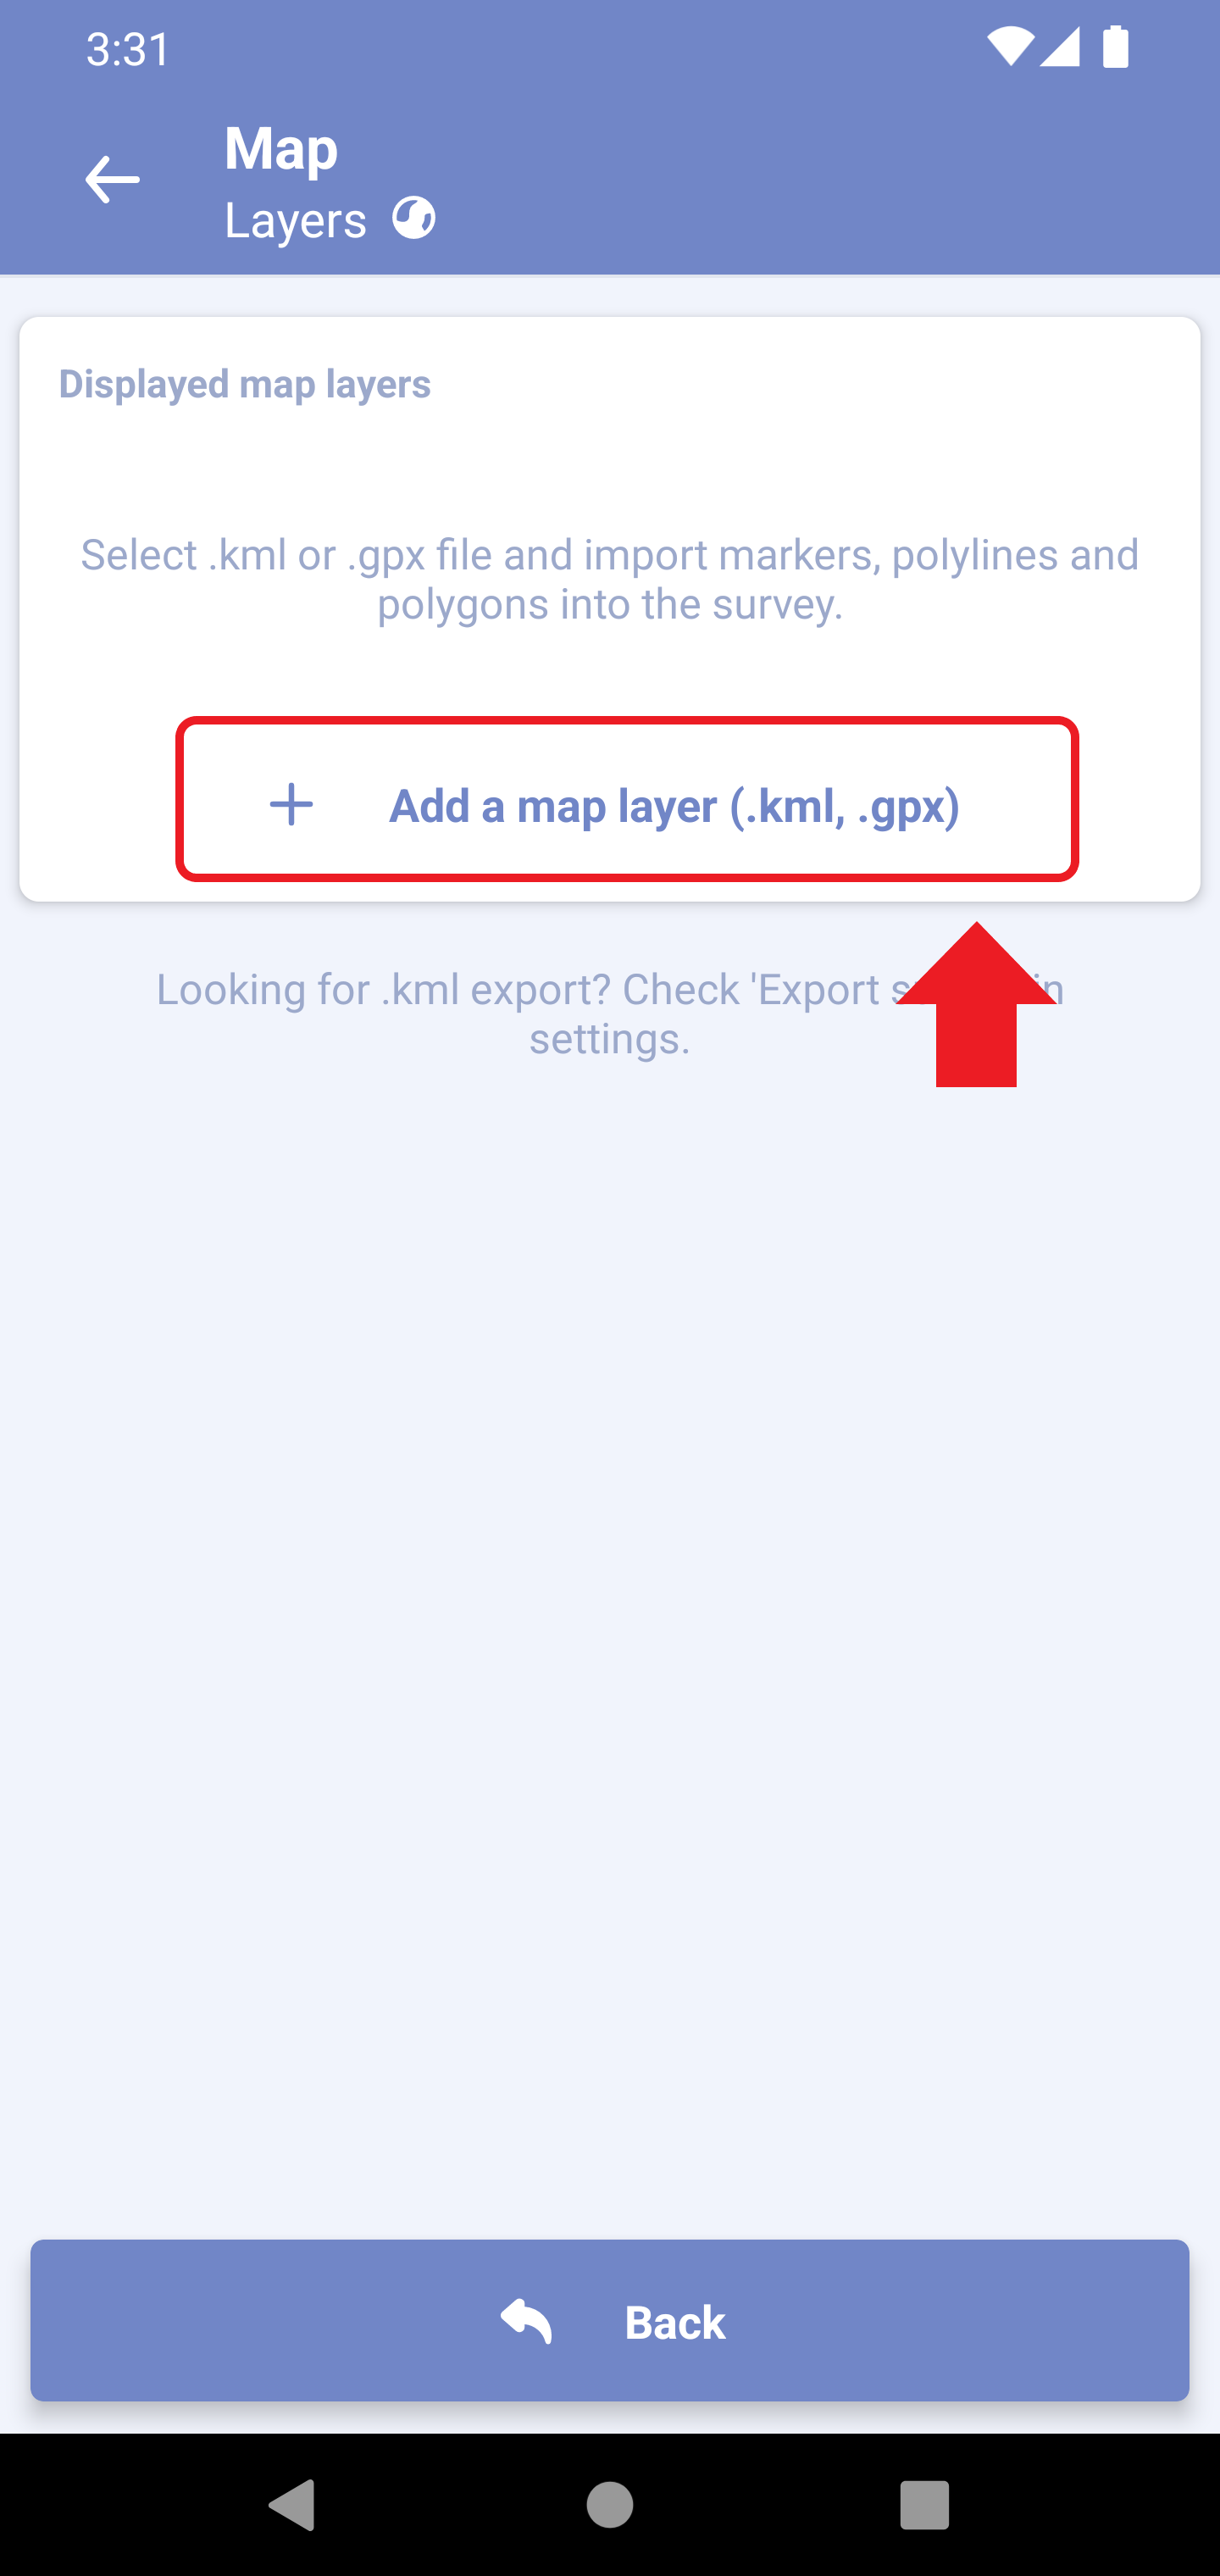 3:31
Map
Layers
Displayed map layers
Select .kml or .gpx file and import markers, polylines and
polygons into the survey.
Add a map layer (.kml, .gpx)
Looking for .kml export? Check 'Export in
settings.
Back